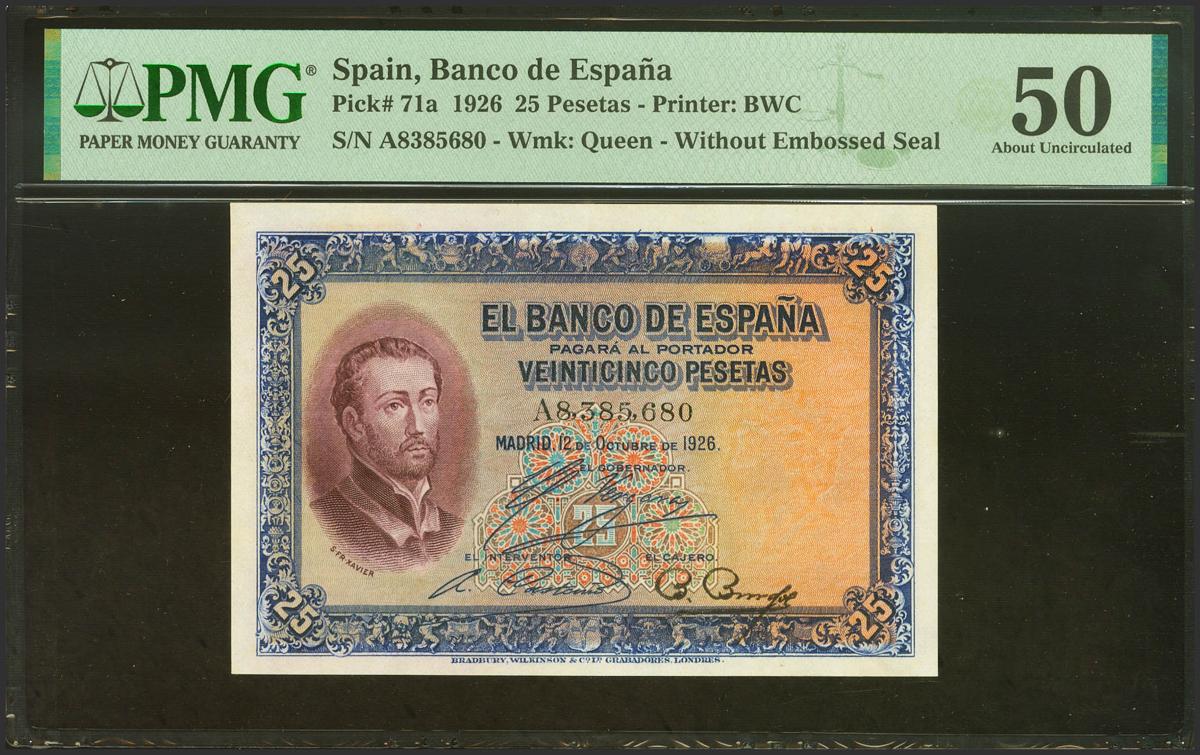 PMG®
PAPER MONEY GUARANTY
Spain, Banco de España
Pick# 71a 1926 25 Pesetas - Printer: BWC
S/N A8385680 - Wmk: Queen - Without Embossed Seal
50
About Uncirculated
25
25
EL BANCO DE ESPAÑA
PAGARÁ AL PORTADOR
VEINTICINCO PESETAS
A8,385,680
MADRID, 12 DE OCTUBRE DE 1926.
EL GOBERNADOR.
25
EL INTERVENTOR
EL CAJERO.
S. FR. XAVIER
25
25
BRADBURY, WILKINSON & Cº Lᴰ GRABADORES, LONDRES.